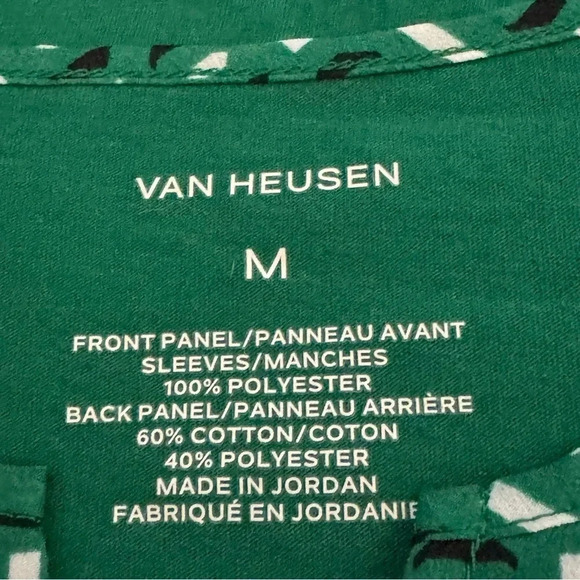 VAN HEUSEN
M
FRONT PANEL/PANNEAU AVANT
SLEEVES/MANCHES
100% POLYESTER
BACK PANEL/PANNEAU ARRIÈRE
60% COTTON/COTON
40% POLYESTER
MADE IN JORDAN
FABRIQUÉ EN JORDANIE